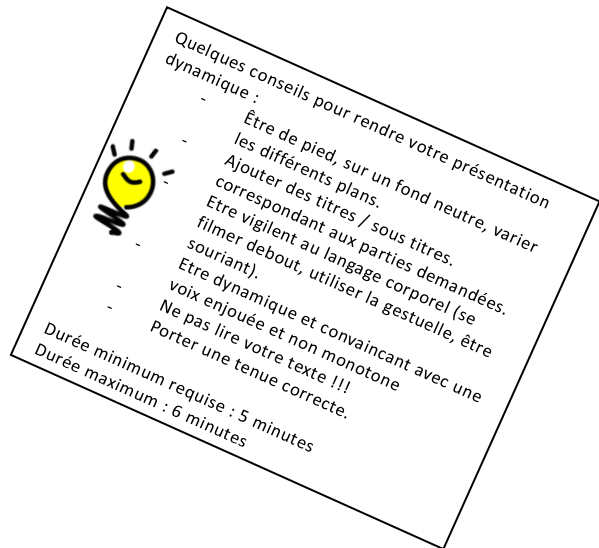 Quelques conseils pour rendre votre présentation
dynamique :
- Être de pied, sur un fond neutre, varier
les différents plans.
- Ajouter des titres / sous titres.
correspondant aux parties demandées.
- Etre vigilent au langage corporel (se
filmer debout, utiliser la gestuelle, être
souriant).
- Etre dynamique et convaincant avec une
voix enjouée et non monotone
- Ne pas lire votre texte !!!
- Porter une tenue correcte.
Durée minimum requise : 5 minutes
Durée maximum : 6 minutes